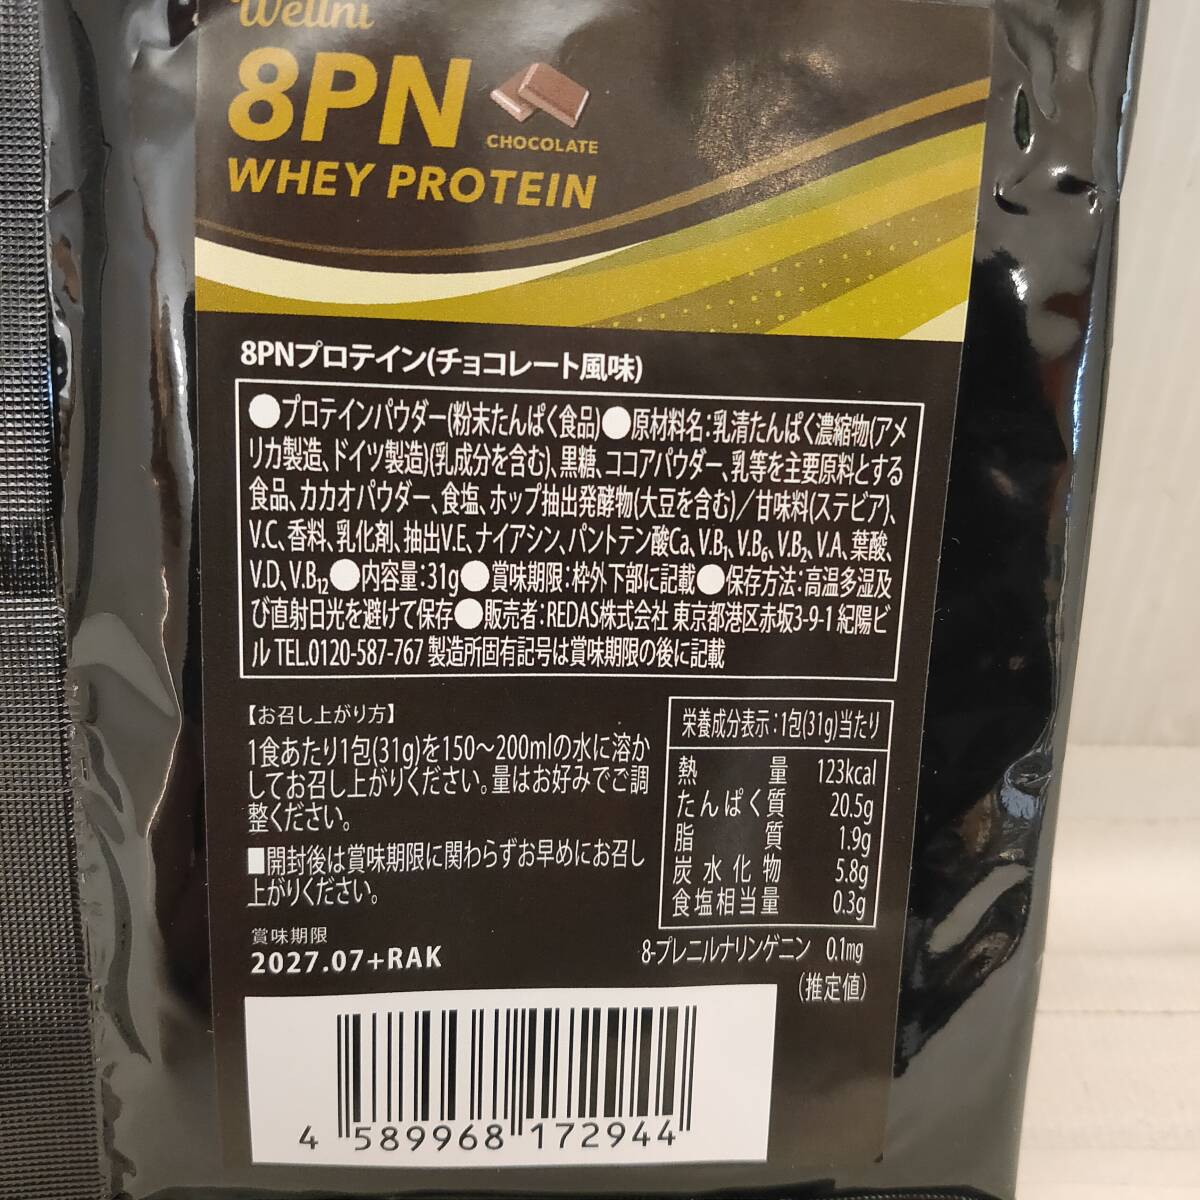 Wellni
8PN
CHOCOLATE
WHEY PROTEIN
8PNプロテイン(チョコレート風味)
●プロテインパウダー(粉末たんぱく食品)●原材料名:乳清たんぱく濃縮物(アメ
リカ製造、ドイツ製造)(乳成分を含む)、黒糖、ココアパウダー、乳等を主要原料とする
食品、カカオパウダー、食塩、ホップ抽出発酵物(大豆を含む)/甘味料(ステビア)、
V.C、香料、乳化剤、抽出V.E、ナイアシン、パントテン酸Ca、V.B₁、V.B₆、V.B₂、V.A、葉酸、
V.D、V.B₁₂●内容量:31g●賞味期限:枠外下部に記載●保存方法:高温多湿及
び直射日光を避けて保存●販売者:REDAS株式会社 東京都港区赤坂3-9-1 紀陽ビ
ル TEL.0120-587-767 製造所固有記号は賞味期限の後に記載
【お召し上がり方】
1食あたり1包(31g)を150〜200mlの水に溶か
してお召し上がりください。量はお好みでご調
整ください。
■開封後は賞味期限に関わらずお早めにお召し
上がりください。
賞味期限
2027.07+RAK
栄養成分表示:1包(31g)当たり
熱量 123kcal
たんぱく質 20.5g
脂質 1.9g
炭水化物 5.8g
食塩相当量 0.3g
8-プレニルナリンゲニン 0.1mg
(推定値)
4 589968 172944